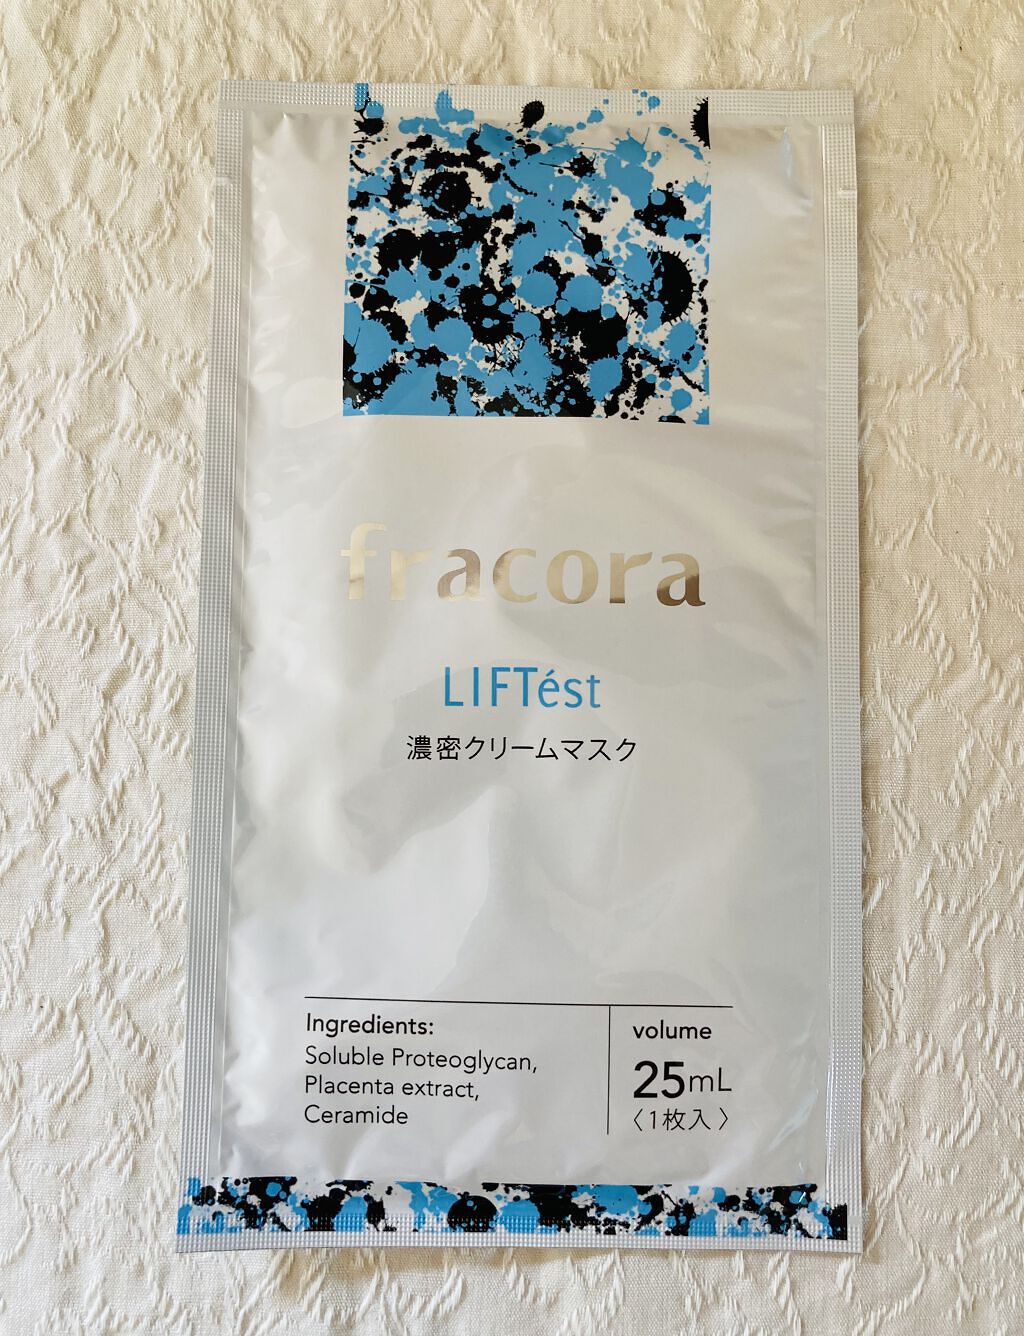 fracora
LIFTést
濃密クリームマスク
Ingredients:
Soluble Proteoglycan,
Placenta extract,
Ceramide
volume
25mL
〈1枚入〉